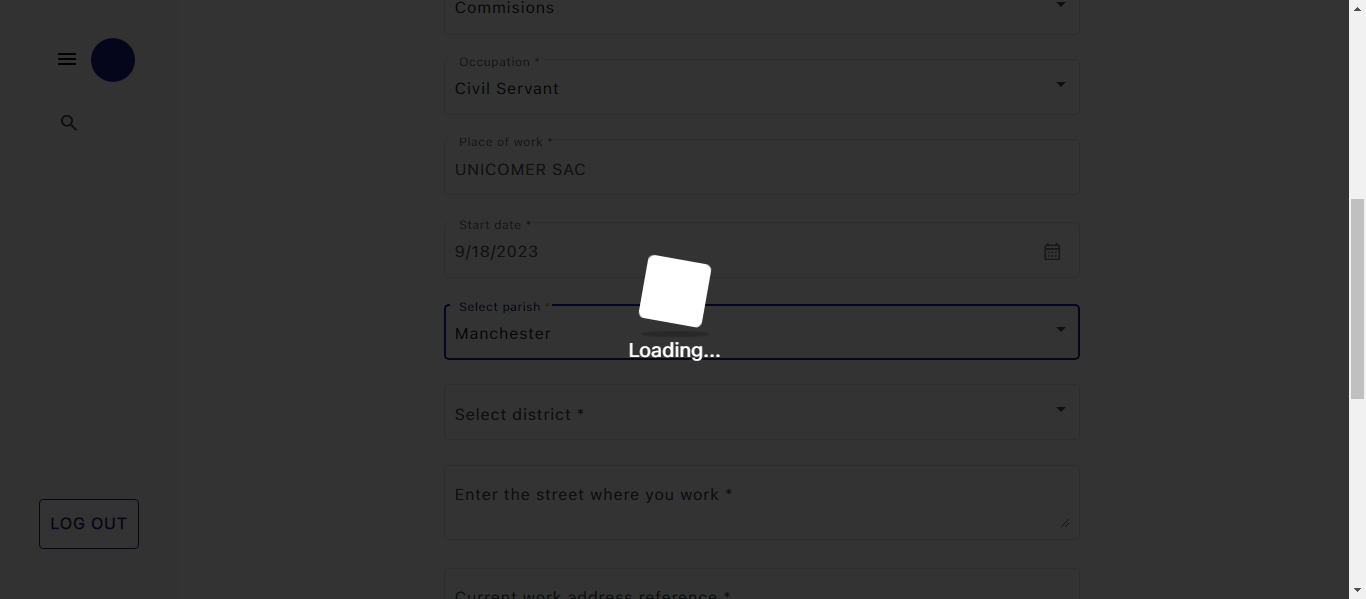 Commisions
Occupation *
Civil Servant
Place of work *
UNICOMER SAC
Start date *
9/18/2023
Select parish *
Manchester
Loading...
Select district *
Enter the street where you work *
LOG OUT
Current work address reference *